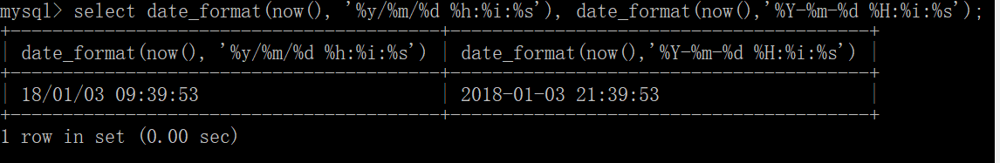 mysql> select date_format(now(), '%y/%m/%d %h:%i:%s'), date_format(now(),'%Y-%m-%d %H:%i:%s');
+----------------------------------------+----------------------------------------+
| date_format(now(), '%y/%m/%d %h:%i:%s') | date_format(now(),'%Y-%m-%d %H:%i:%s') |
+----------------------------------------+----------------------------------------+
| 18/01/03 09:39:53 | 2018-01-03 21:39:53 |
+----------------------------------------+----------------------------------------+
1 row in set (0.00 sec)